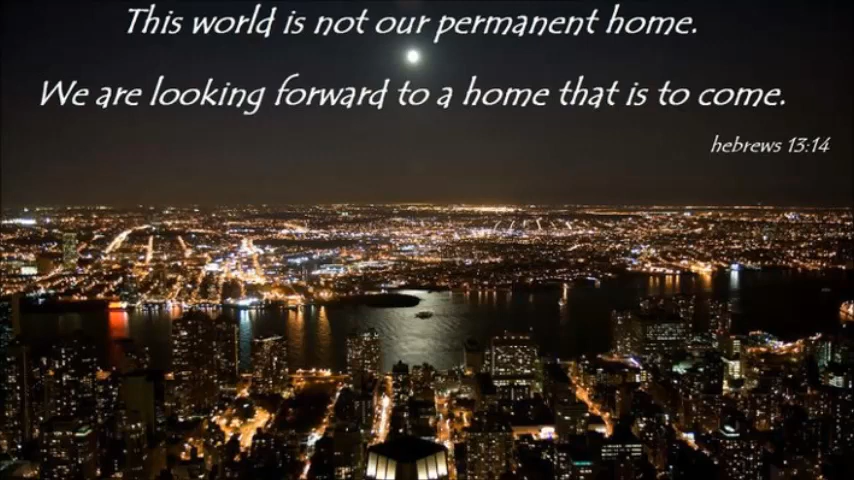 This world is not our permanent home.
We are looking forward to a home that is to come.
hebrews 13:14